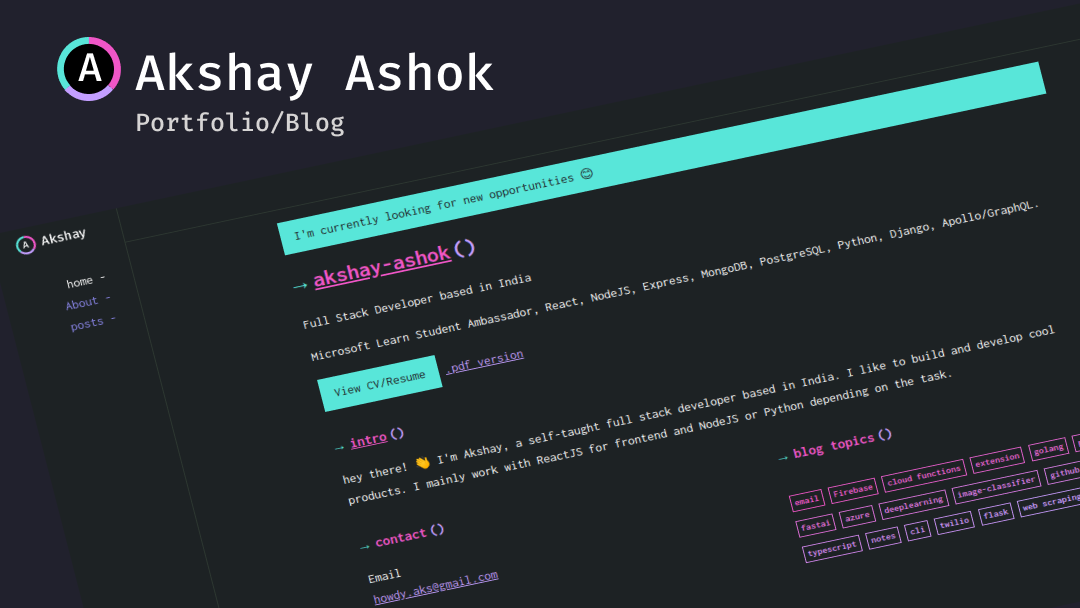 A Akshay Ashok
Portfolio/Blog
A Akshay
home -
About -
posts -
I'm currently looking for new opportunities 😊
→ akshay-ashok()
Full Stack Developer based in India
Microsoft Learn Student Ambassador, React, NodeJS, Express, MongoDB, PostgreSQL, Python, Django, Apollo/GraphQL.
View CV/Resume .pdf version
→ intro()
hey there! 👋 I'm Akshay, a self-taught full stack developer based in India. I like to build and develop cool
products. I mainly work with ReactJS for frontend and NodeJS or Python depending on the task.
→ contact()
Email
howdy.aks@gmail.com
→ blog topics()
email Firebase cloud functions extension golang
fastai azure deeplearning image-classifier github
typescript notes cli twilio flask web scraping